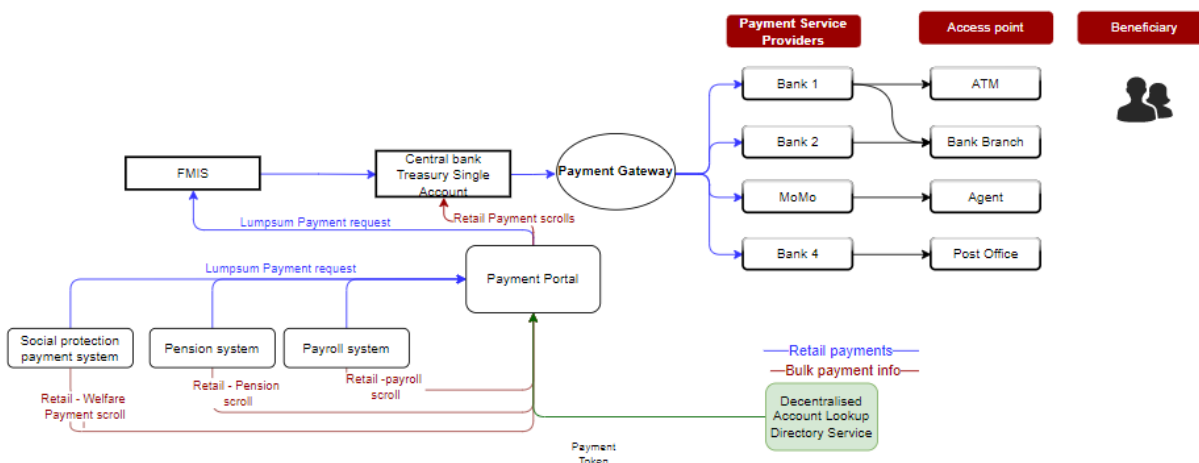 Payment Service
Providers
Access point
Beneficiary
Bank 1
ATM
Bank 2
Bank Branch
FMIS
Central bank
Treasury Single
Account
Payment Gateway
MoMo
Agent
Lumpsum Payment request
Retail Payment scrolls
Bank 4
Post Office
Lumpsum Payment request
Payment Portal
Social protection
payment system
Pension system
Payroll system
Retail payments
Bulk payment info
Retail - Welfare
Payment scroll
Retail - Pension
scroll
Retail -payroll
scroll
Decentralised
Account Lookup
Directory Service
Payment
Token